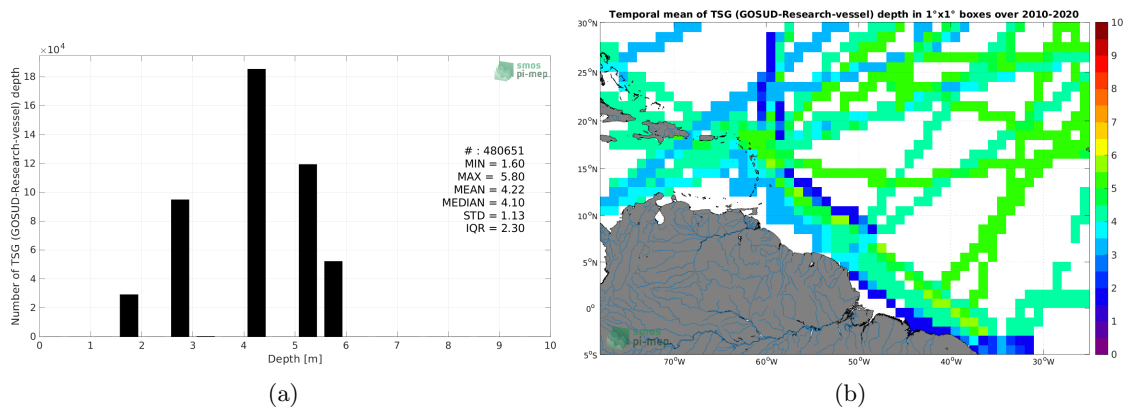 ×10⁴
18
16
14
12
10
8
6
4
2
0
Number of TSG (GOSUD-Research-vessel) depth
smos
pi-mep
# : 480651
MIN = 1.60
MAX = 5.80
MEAN = 4.22
MEDIAN = 4.10
STD = 1.13
IQR = 2.30
0 1 2 3 4 5 6 7 8 9 10
Depth [m]
(a)
Temporal mean of TSG (GOSUD-Research-vessel) depth in 1°x1° boxes over 2010-2020
30°N
25°N
20°N
15°N
10°N
5°N
0°
5°S
70°W 60°W 50°W 40°W 30°W
smos
pi-mep
10
9
8
7
6
5
4
3
2
1
0
(b)